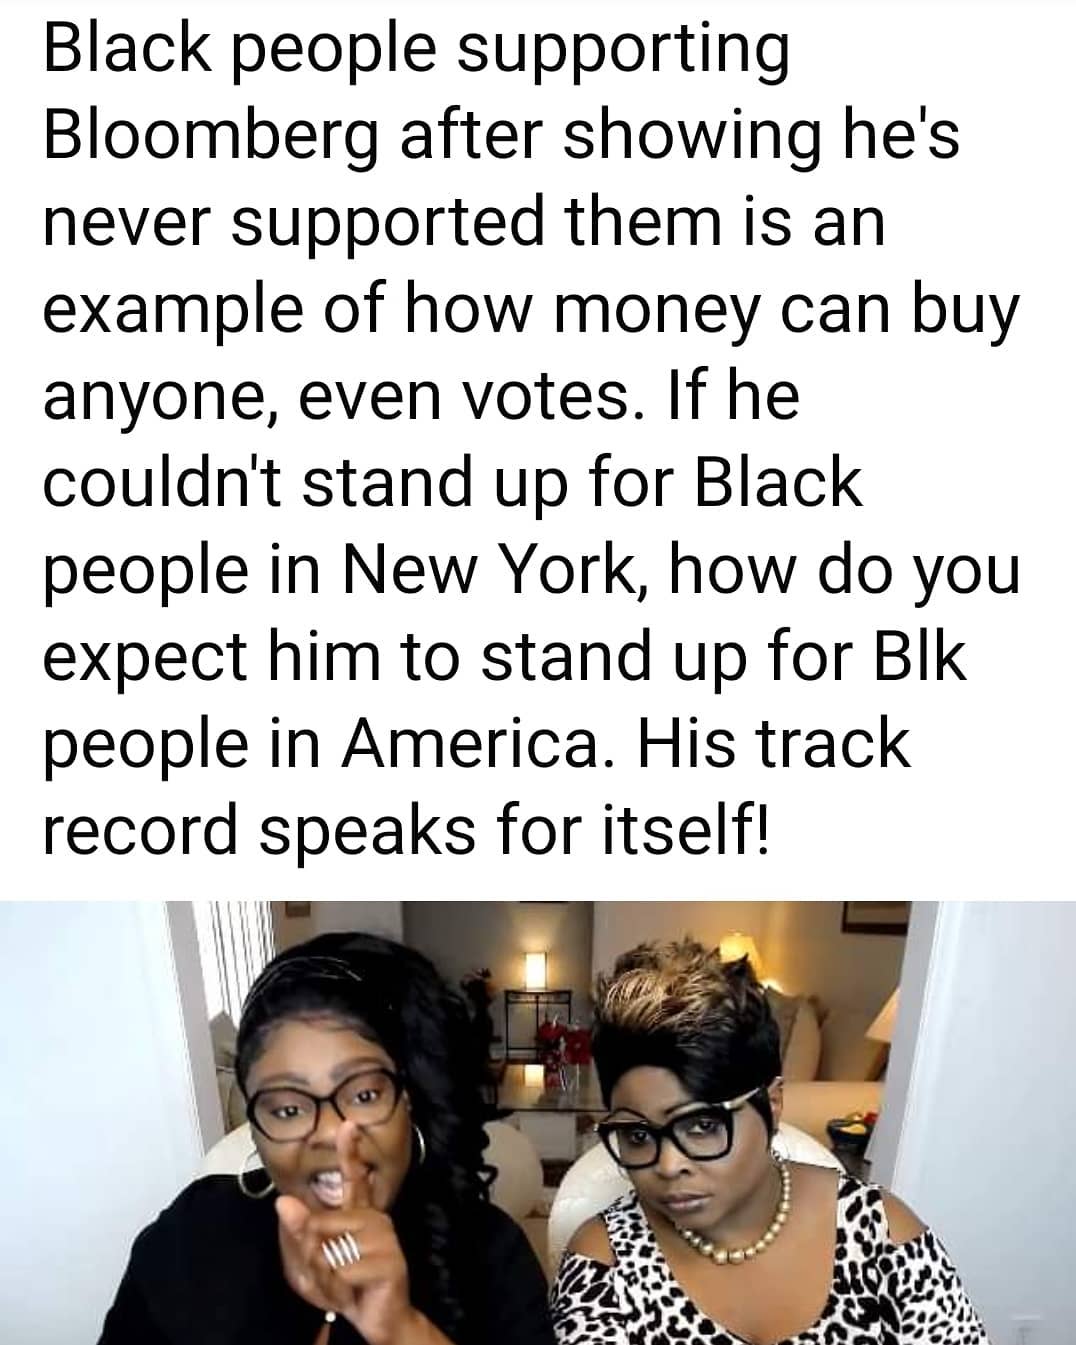 Black people supporting
Bloomberg after showing he's
never supported them is an
example of how money can buy
anyone, even votes. If he
couldn't stand up for Black
people in New York, how do you
expect him to stand up for Blk
people in America. His track
record speaks for itself!